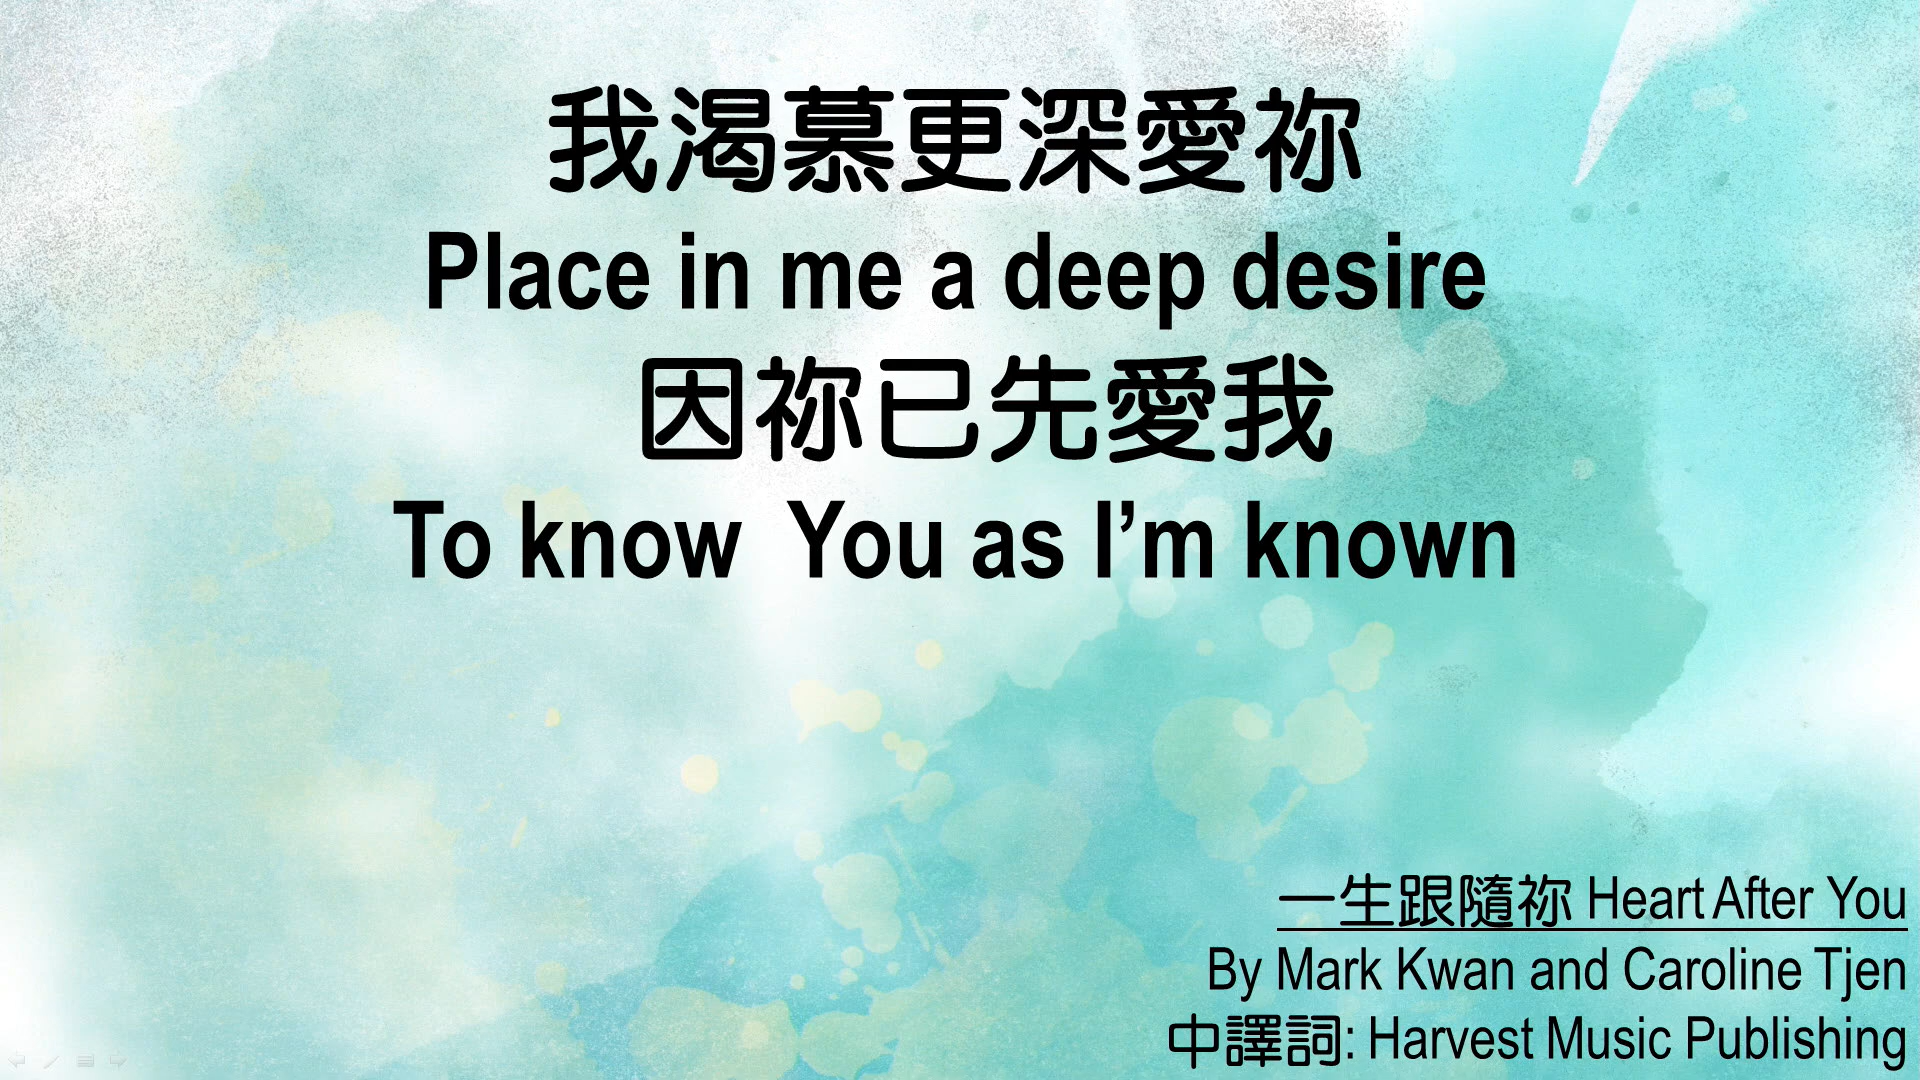 我渴慕更深愛祢
Place in me a deep desire
因祢已先愛我
To know  You as I’m known
一生跟隨祢 Heart After You
By Mark Kwan and Caroline Tjen
中譯詞: Harvest Music Publishing